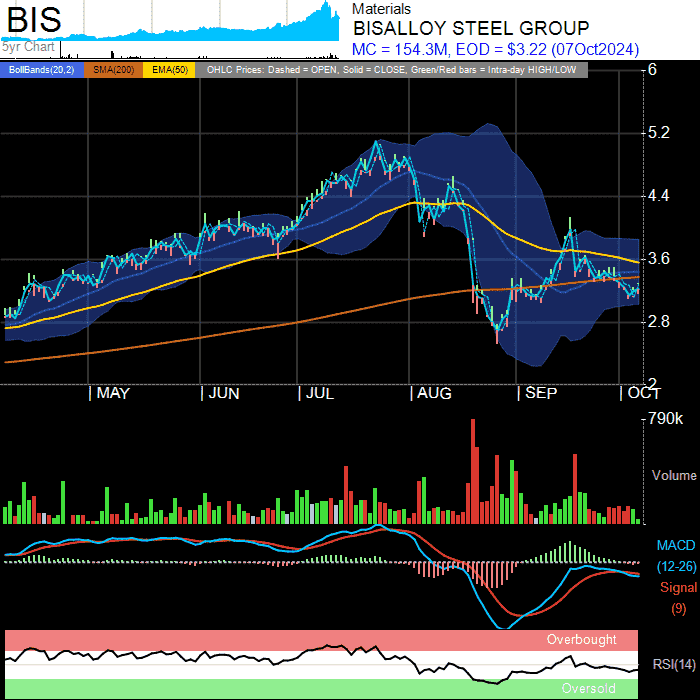 BIS
5yr Chart
Materials
BISALLOY STEEL GROUP
MC = 154.3M, EOD = $3.22 (07Oct2024)
BollBands(20,2) SMA(200) EMA(50) OHLC Prices: Dashed = OPEN, Solid = CLOSE, Green/Red bars = Intra-day HIGH/LOW
6
5.2
4.4
3.6
2.8
2
MAY JUN JUL AUG SEP OCT
790k
Volume
MACD
(12-26)
Signal
(9)
Overbought
RSI(14)
Oversold